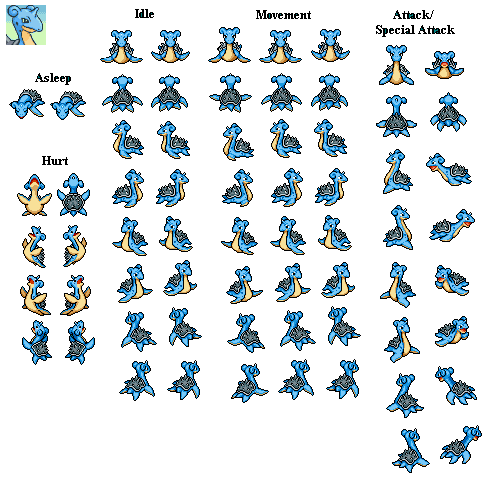 Idle
Movement
Attack/
Special Attack
Asleep
Hurt